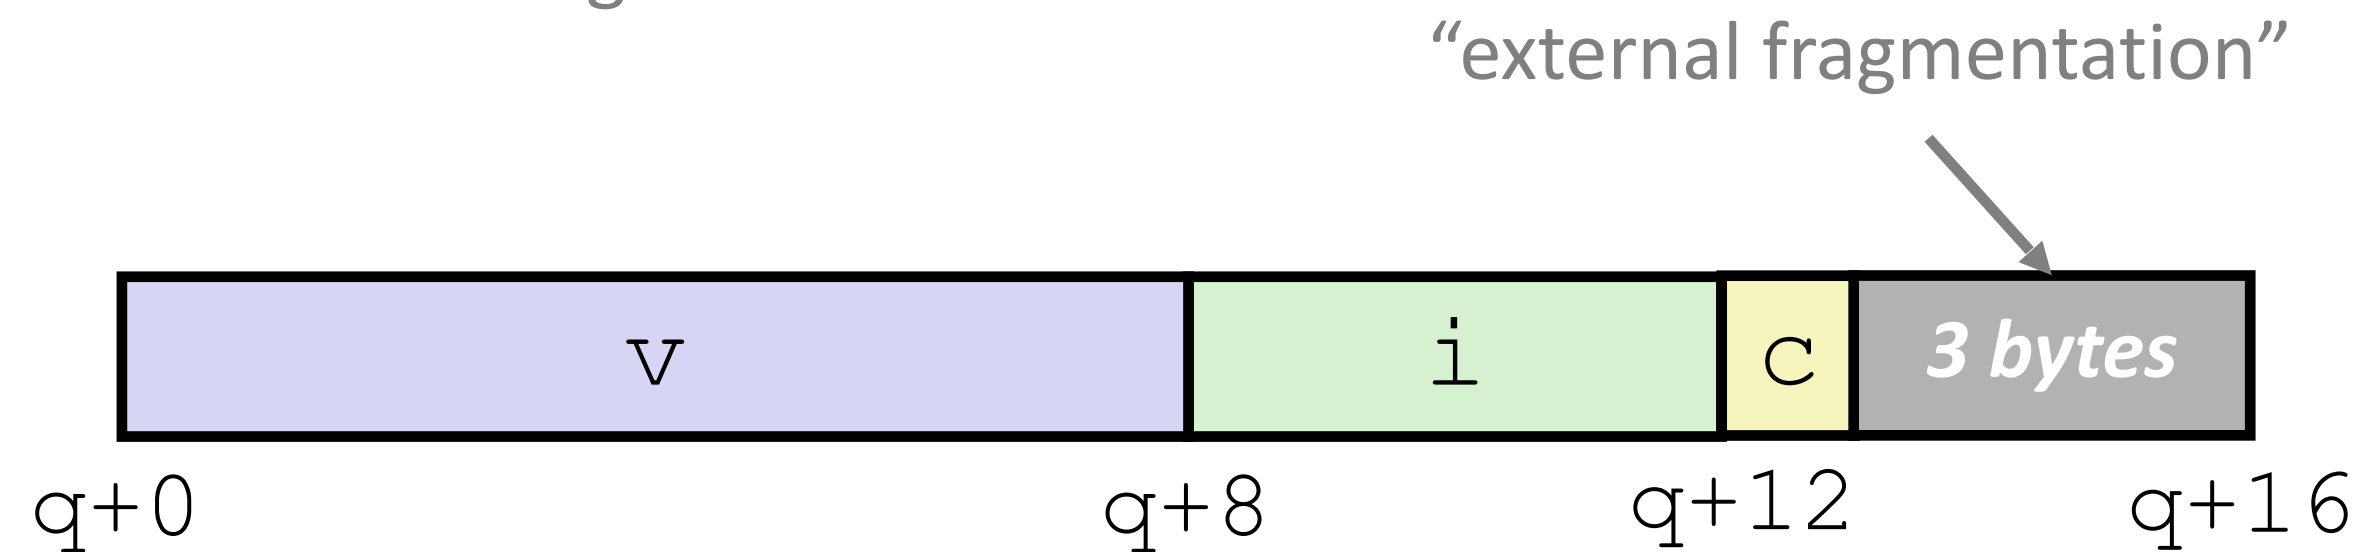 “external fragmentation”
v i c 3 bytes
q+0 q+8 q+12 q+16